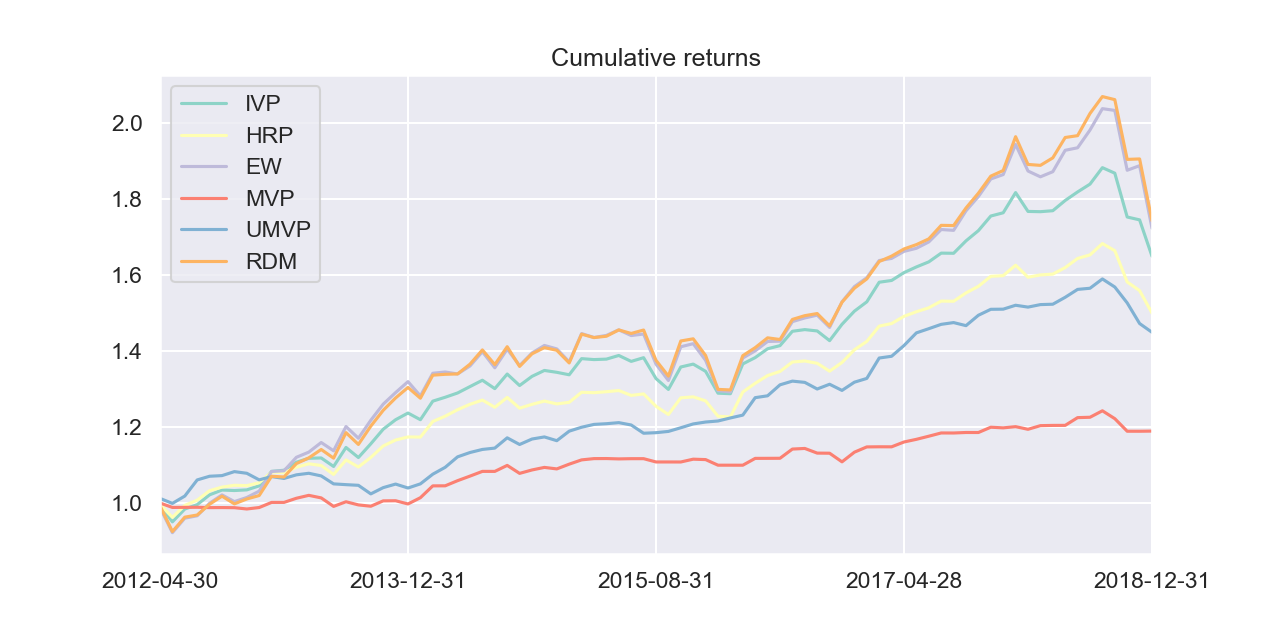 Cumulative returns
IVP
HRP
EW
MVP
UMVP
RDM
2.0
1.8
1.6
1.4
1.2
1.0
2012-04-30 2013-12-31 2015-08-31 2017-04-28 2018-12-31